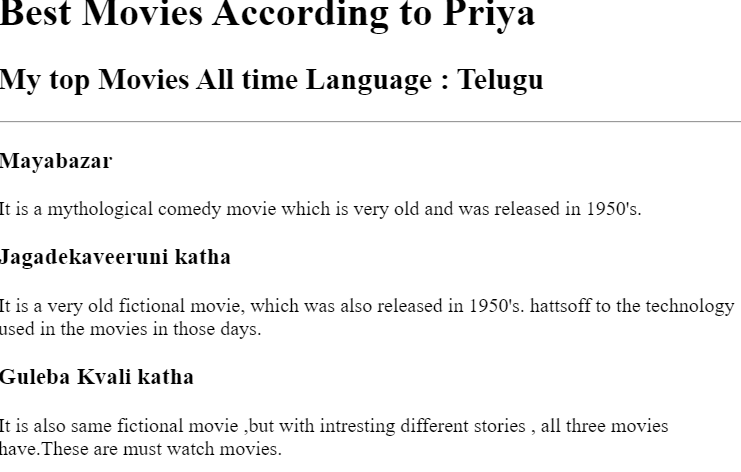 Best Movies According to Priya
My top Movies All time Language : Telugu
Mayabazar
It is a mythological comedy movie which is very old and was released in 1950's.
Jagadekaveeruni katha
It is a very old fictional movie, which was also released in 1950's. hattsoff to the technology
used in the movies in those days.
Guleba Kvali katha
It is also same fictional movie ,but with intresting different stories , all three movies
have.These are must watch movies.